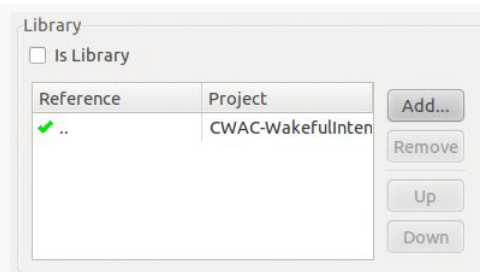 Library
Is Library
Reference Project
.. CWAC-WakefulInten
Add...
Remove
Up
Down